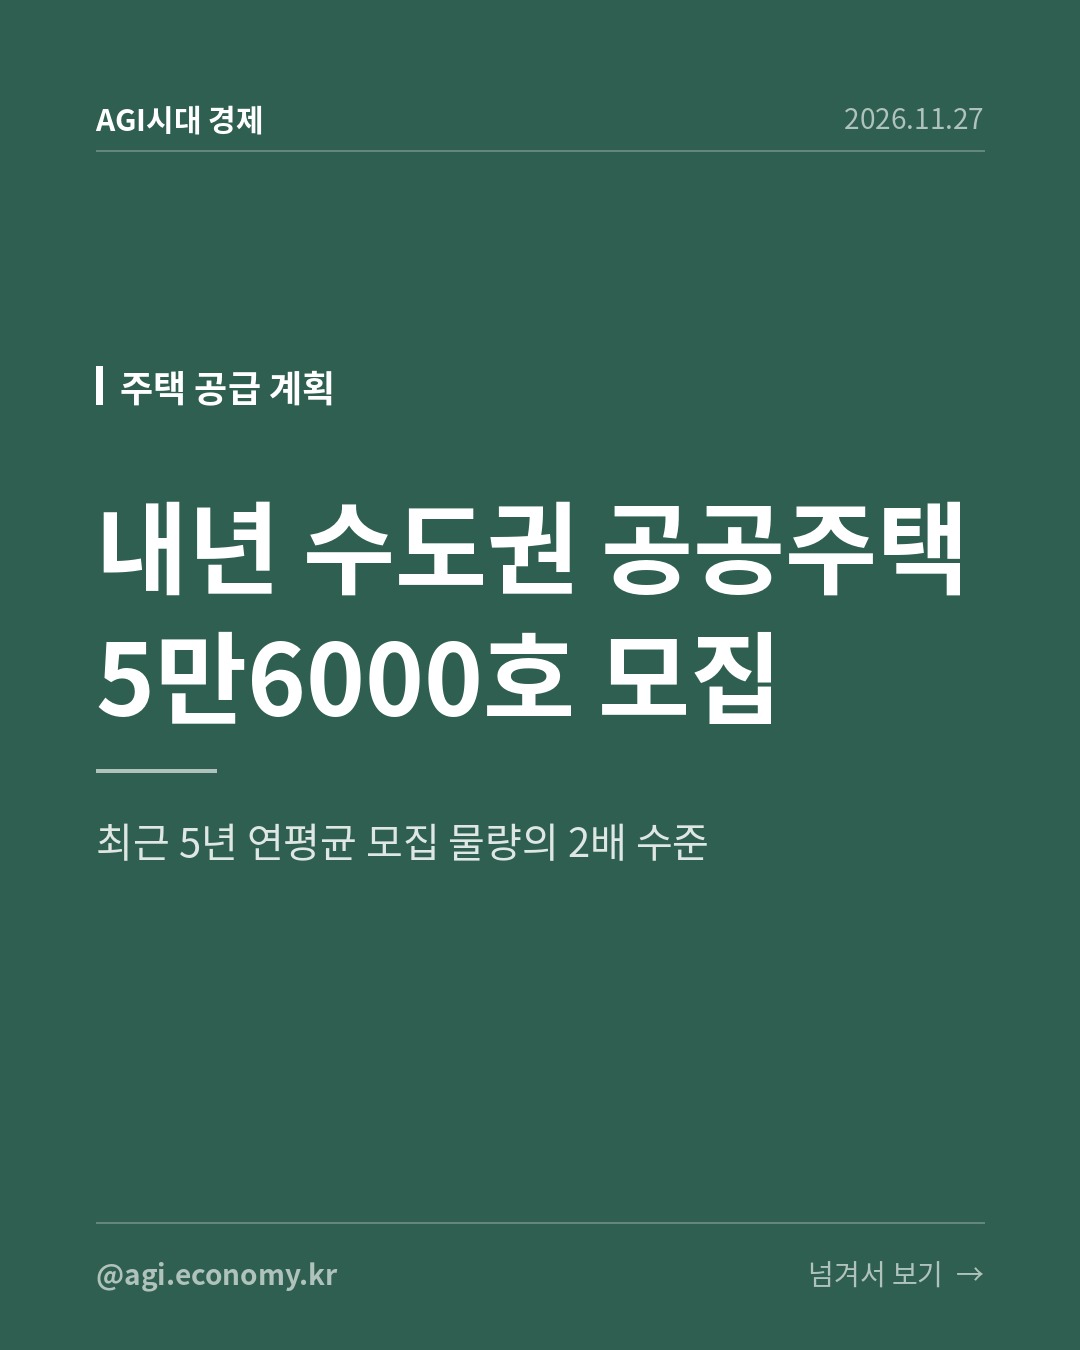 AGI시대 경제
2026.11.27
주택 공급 계획
내년 수도권 공공주택
5만6000호 모집
최근 5년 연평균 모집 물량의 2배 수준
@agi.economy.kr
넘겨서 보기 →